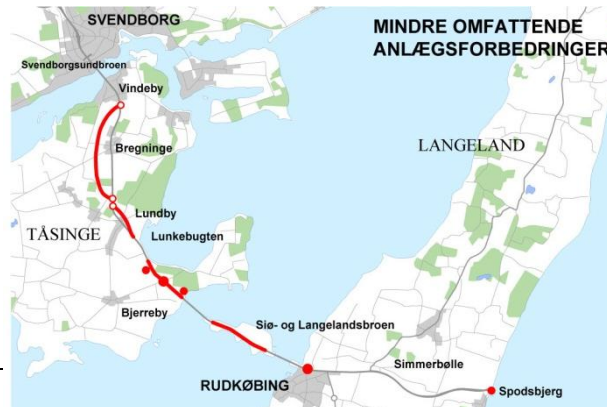 SVENDBORG
MINDRE OMFATTENDE
ANLÆGSFORBEDRINGER
Svendborgsundbroen
Vindeby
Bregninge
LANGELAND
Lundby
TÅSINGE
Lunkebugten
Bjerreby
Siø- og Langelandsbroen
Simmerbølle
RUDKØBING
Spodsbjerg